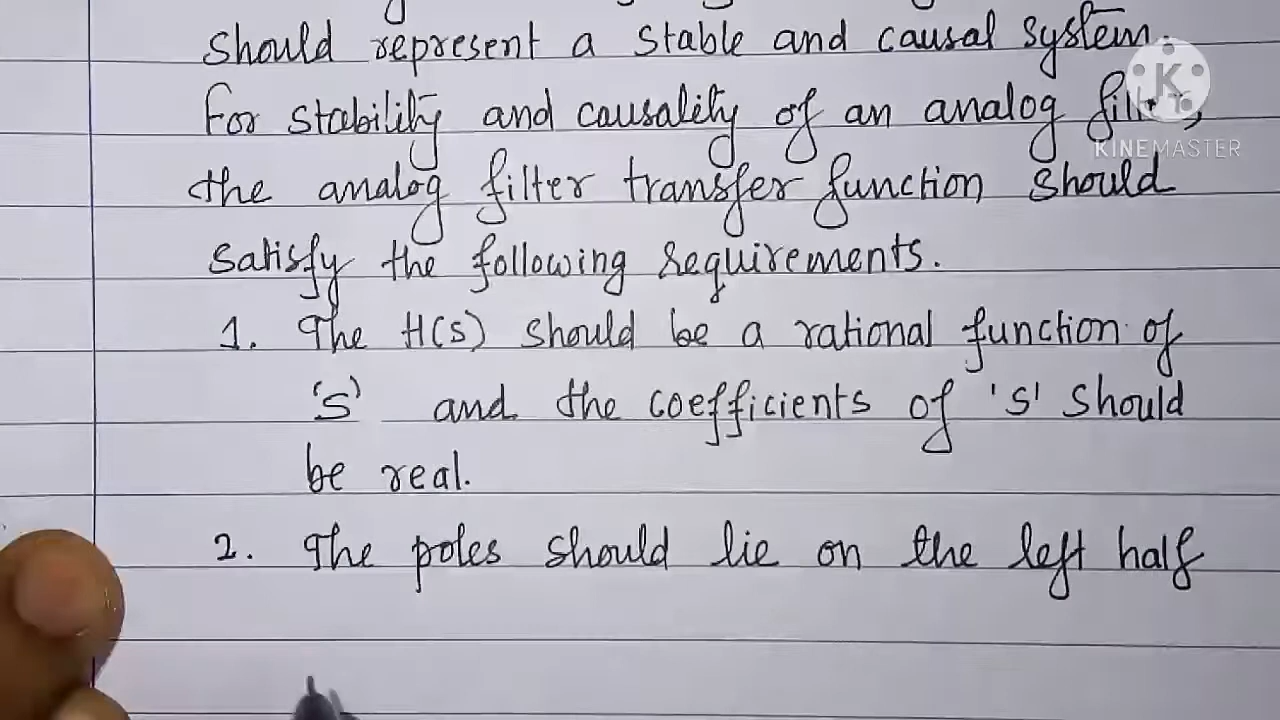 should represent a stable and causal system.
For stability and causality of an analog filter,
the analog filter transfer function should
satisfy the following requirements.
1. The H(s) should be a rational function of
's' and the coefficients of 's' should
be real.
2. The poles should lie on the left half
K
KINEMASTER